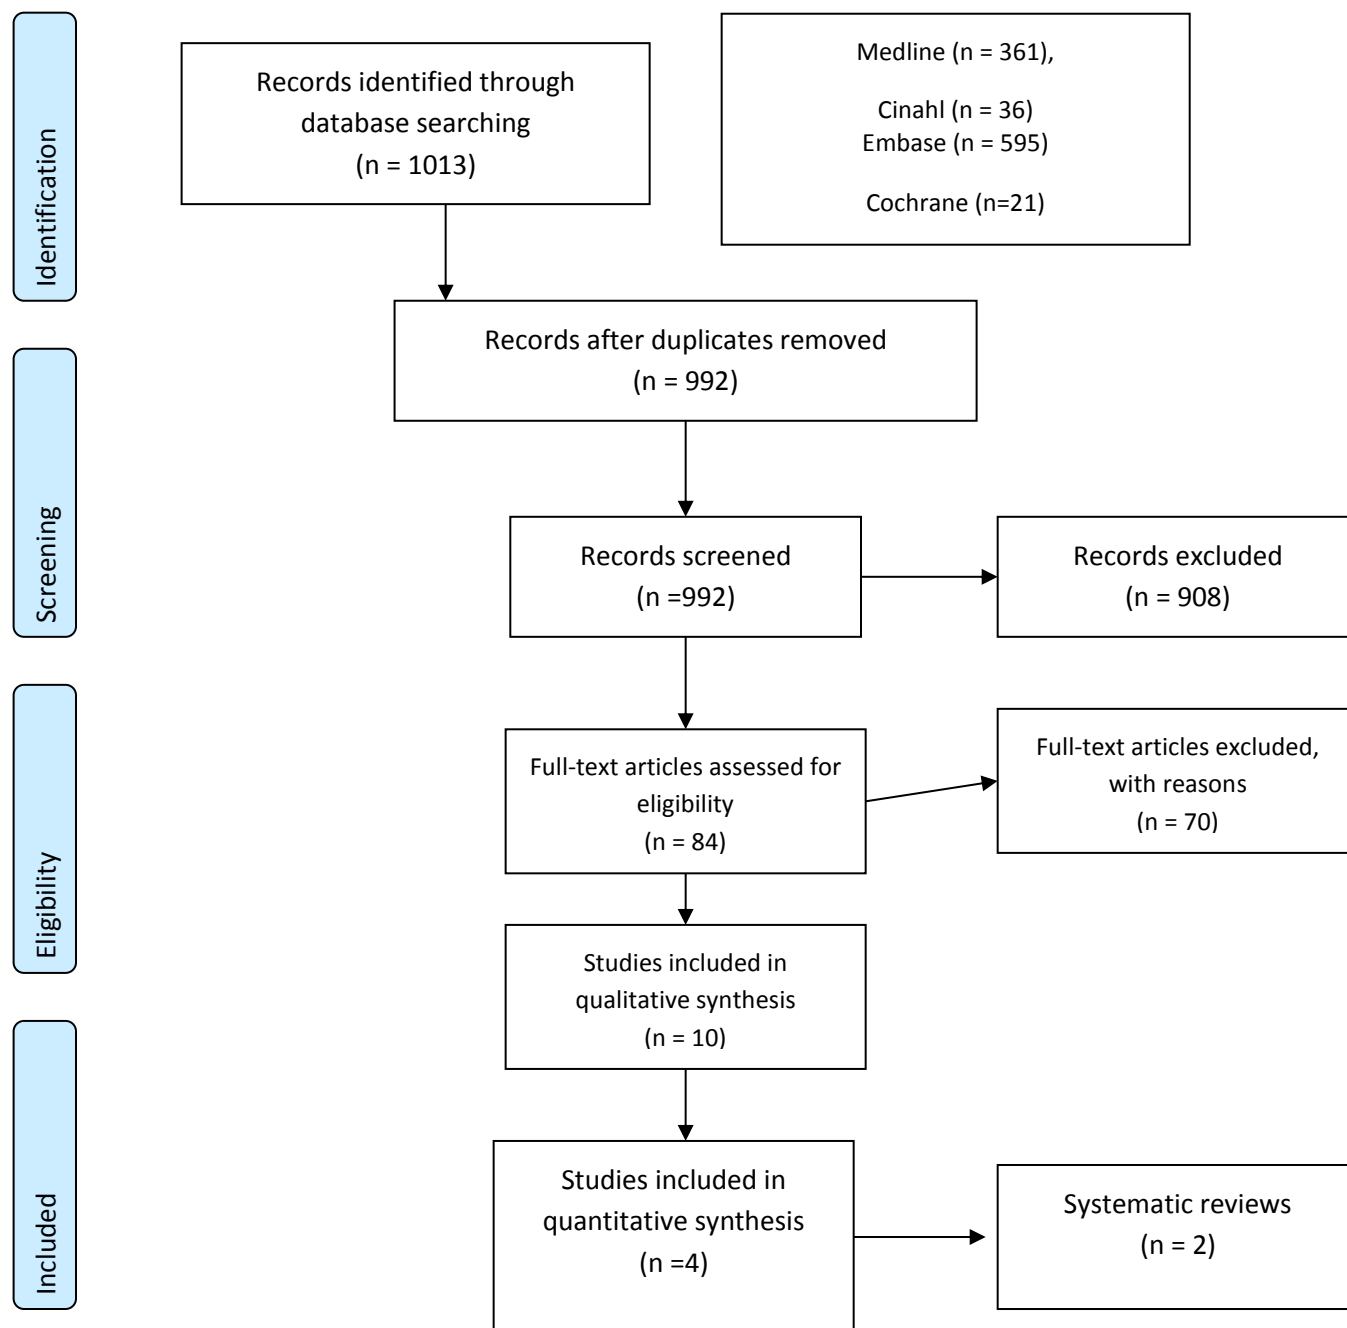 Identification
Records identified through
database searching
(n = 1013)
Medline (n = 361),
Cinahl (n = 36)
Embase (n = 595)
Cochrane (n=21)
Records after duplicates removed
(n = 992)
Screening
Records screened
(n =992)
Records excluded
(n = 908)
Eligibility
Full-text articles assessed for
eligibility
(n = 84)
Full-text articles excluded,
with reasons
(n = 70)
Studies included in
qualitative synthesis
(n = 10)
Included
Studies included in
quantitative synthesis
(n =4)
Systematic reviews
(n = 2)